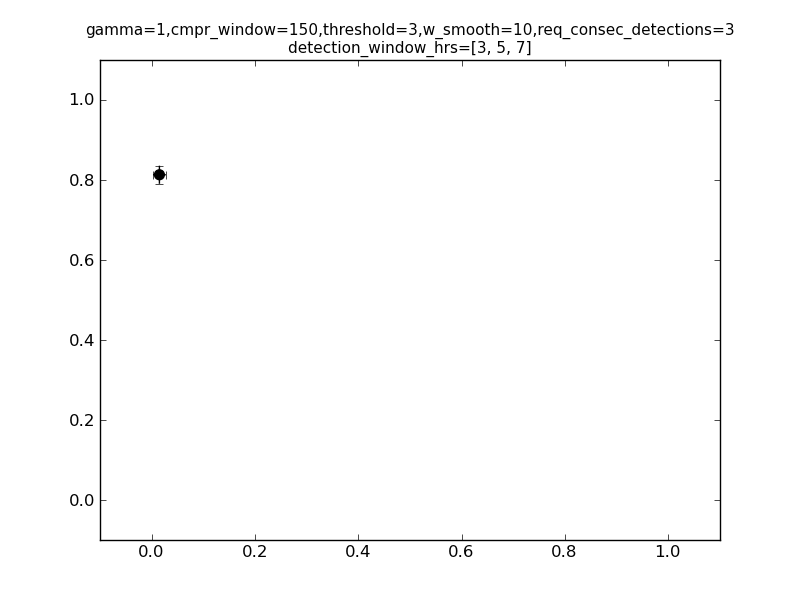 gamma=1,cmpr_window=150,threshold=3,w_smooth=10,req_consec_detections=3
detection_window_hrs=[3, 5, 7]
1.0
0.8
0.6
0.4
0.2
0.0
0.0 0.2 0.4 0.6 0.8 1.0